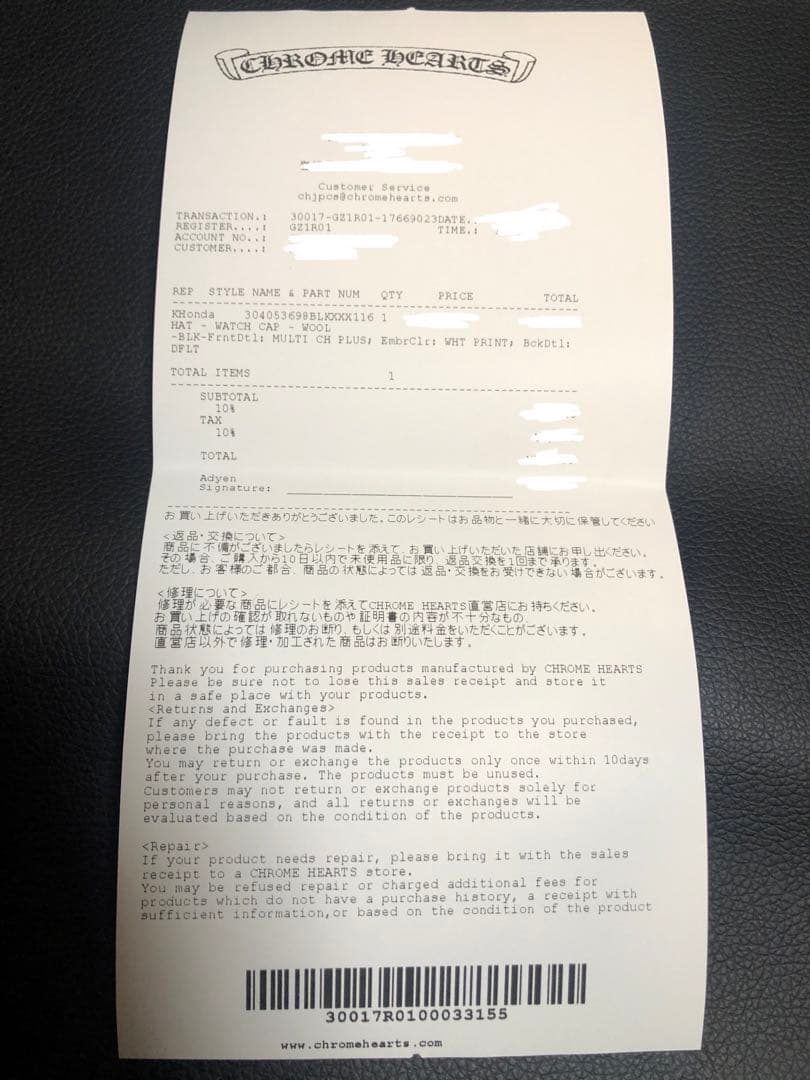 CHROME HEARTS
Customer Service
chjpcs@chromehearts.com
TRANSACTION.: 30017-GZ1R01-17669023DATE..
REGISTER....: GZ1R01 TIME.:
ACCOUNT NO..:
CUSTOMER....:
REP STYLE NAME & PART NUM QTY PRICE TOTAL
KHonda 304053698BLKXXX116 1
HAT - WATCH CAP - WOOL
-BLK-FrntDtl: MULTI CH PLUS; EmbrClr: WHT PRINT; BckDtl:
DFLT
TOTAL ITEMS 1
SUBTOTAL
10%
TAX
10%
TOTAL
Adyen
Signature:
お買い上げいただきありがとうございました。このレシートはお品物と一緒に大切に保管してください
<返品・交換について>
商品に不備がございましたらレシートを添えて、お買い上げいただいた店舗にお申し出ください。
その場合、ご購入から10日以内で未使用品に限り、返品交換を1回まで承ります。
ただし、お客様のご都合、商品の状態によっては返品・交換をお受けできない場合がございます。
<修理について>
修理が必要な商品にレシートを添えてCHROME HEARTS直営店にお持ちください。
お買い上げの確認が取れないものや証明書の内容が不十分なもの、
商品状態によっては修理のお断り、もしくは別途料金をいただくことがございます。
直営店以外で修理・加工された商品はお断りいたします。
Thank you for purchasing products manufactured by CHROME HEARTS
Please be sure not to lose this sales receipt and store it
in a safe place with your products.
<Returns and Exchanges>
If any defect or fault is found in the products you purchased,
please bring the products with the receipt to the store
where the purchase was made.
You may return or exchange the products only once within 10days
after your purchase. The products must be unused.
Customers may not return or exchange products solely for
personal reasons, and all returns or exchanges will be
evaluated based on the condition of the products.
<Repair>
If your product needs repair, please bring it with the sales
receipt to a CHROME HEARTS store.
You may be refused repair or charged additional fees for
products which do not have a purchase history, a receipt with
sufficient information,or based on the condition of the product
30017R0100033155
www.chromehearts.com